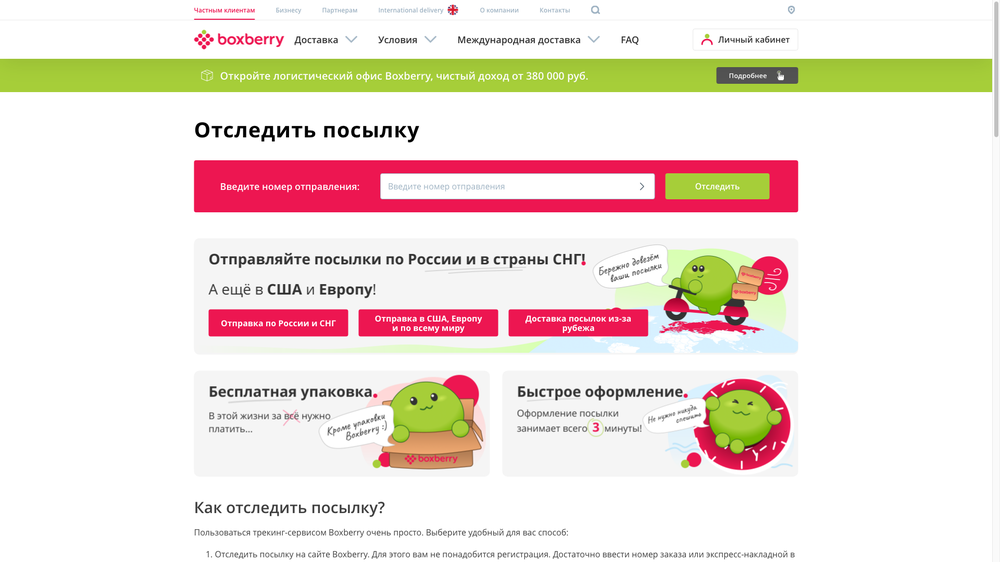 Частным клиентам Бизнесу Партнерам International delivery О компании Контакты
boxberry Доставка Условия Международная доставка FAQ Личный кабинет
Откройте логистический офис Boxberry, чистый доход от 380 000 руб. Подробнее
Отследить посылку
Введите номер отправления: Введите номер отправления Отследить
Отправляйте посылки по России и в страны СНГ!
А ещё в США и Европу!
Бережно довезём
ваши посылки
Отправка по России и СНГ
Отправка в США, Европу
и по всему миру
Доставка посылок из-за
рубежа
Бесплатная упаковка
В этой жизни за всё нужно
платить...
Кроме упаковки
Boxberry :)
boxberry
Быстрое оформление
Оформление посылки
занимает всего 3 минуты!
Не нужно никуда
спешить
Как отследить посылку?
Пользоваться трекинг-сервисом Boxberry очень просто. Выберите удобный для вас способ:
1. Отследить посылку на сайте Boxberry. Для этого вам не понадобится регистрация. Достаточно ввести номер заказа или экспресс-накладной в